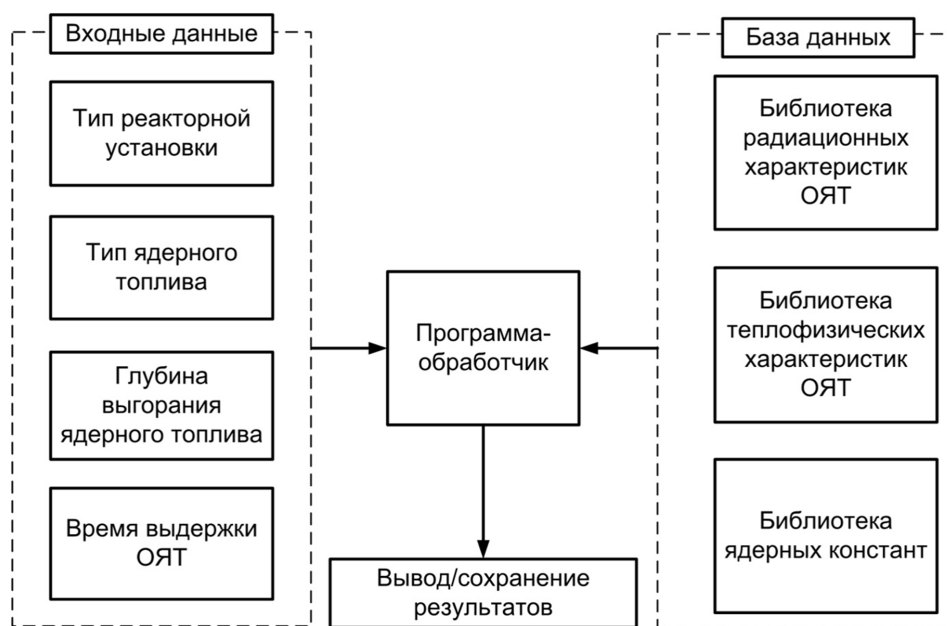 Входные данные
Тип реакторной
установки
Тип ядерного
топлива
Глубина
выгорания
ядерного топлива
Время выдержки
ОЯТ
Программа-
обработчик
Вывод/сохранение
результатов
База данных
Библиотека
радиационных
характеристик
ОЯТ
Библиотека
теплофизических
характеристик
ОЯТ
Библиотека
ядерных констант